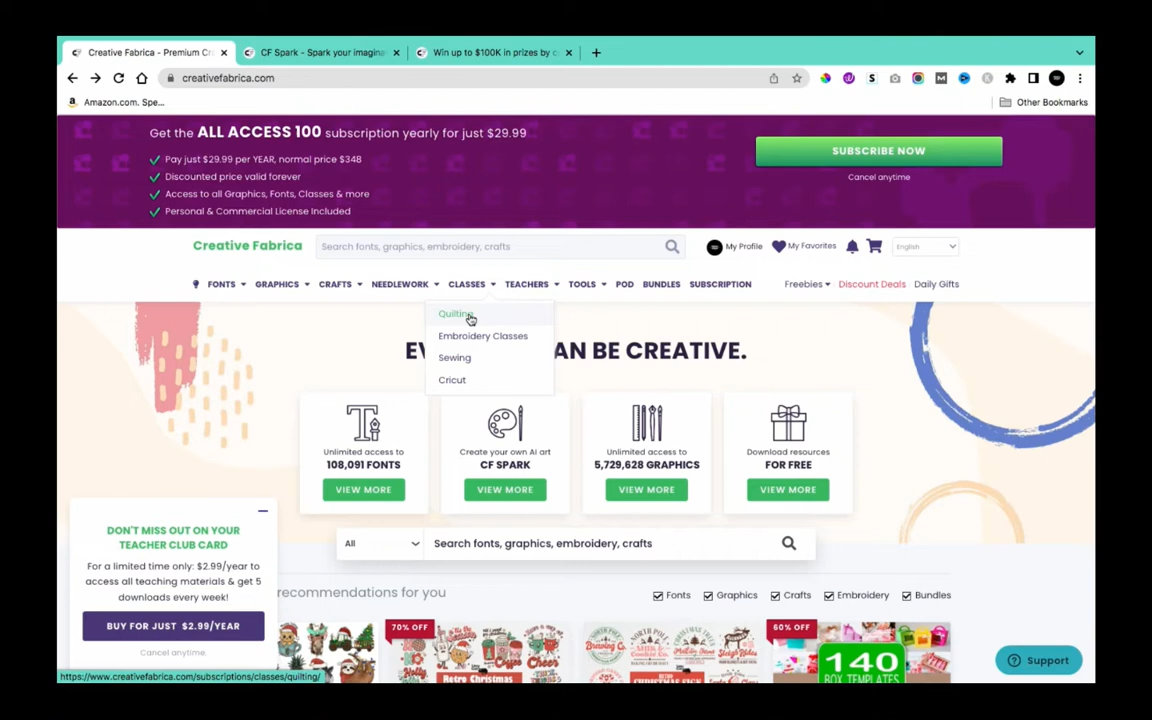 Creative Fabrica - Premium Cr
CF Spark - Spark your imagina
Win up to $100K in prizes by c
creativefabrica.com
Amazon.com. Spe...
Other Bookmarks
Get the ALL ACCESS 100 subscription yearly for just $29.99
Pay just $29.99 per YEAR, normal price $348
Discounted price valid forever
Access to all Graphics, Fonts, Classes & more
Personal & Commercial License Included
SUBSCRIBE NOW
Cancel anytime
Creative Fabrica
Search fonts, graphics, embroidery, crafts
My Profile
My Favorites
English
FONTS
GRAPHICS
CRAFTS
NEEDLEWORK
CLASSES
TEACHERS
TOOLS
POD
BUNDLES
SUBSCRIPTION
Freebies
Discount Deals
Daily Gifts
Quilting
Embroidery Classes
Sewing
Cricut
CAN BE CREATIVE.
Unlimited access to
108,091 FONTS
VIEW MORE
Create your own AI art
CF SPARK
VIEW MORE
Unlimited access to
5,729,628 GRAPHICS
VIEW MORE
Download resources
FOR FREE
VIEW MORE
All
Search fonts, graphics, embroidery, crafts
DON'T MISS OUT ON YOUR
TEACHER CLUB CARD
For a limited time only: $2.99/year to
access all teaching materials & get 5
downloads every week!
BUY FOR JUST $2.99/YEAR
Cancel anytime.
recommendations for you
Fonts
Graphics
Crafts
Embroidery
Bundles
70% OFF
60% OFF
140
BOX TEMPLATES
Support
https://www.creativefabrica.com/subscriptions/classes/quilting/